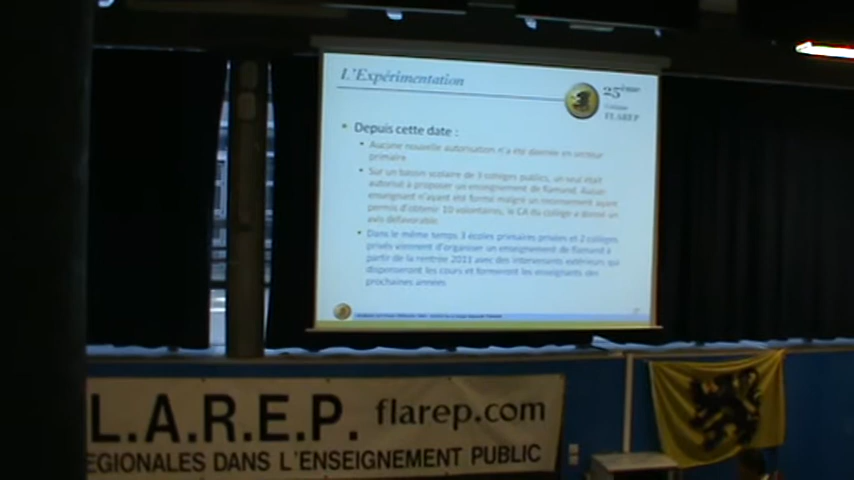 L'Expérimentation
25ème
Colloque
FLAREP
Depuis cette date :
Aucune nouvelle autorisation n'a été donnée en secteur
primaire
Sur un bassin scolaire de 3 collèges publics, un seul était
autorisé à proposer un enseignement de flamand. Aucun
enseignant n'ayant été formé malgré un recensement ayant
permis d'obtenir 10 volontaires, le CA du collège a donné un
avis défavorable.
Dans le même temps 3 écoles primaires privées et 2 collèges
privés viennent d'organiser un enseignement de flamand à
partir de la rentrée 2011 avec des intervenants extérieurs qui
dispenseront les cours et formeront les enseignants des
prochaines années
L.A.R.E.P.
flarep.com
EGIONALES DANS L'ENSEIGNEMENT PUBLIC